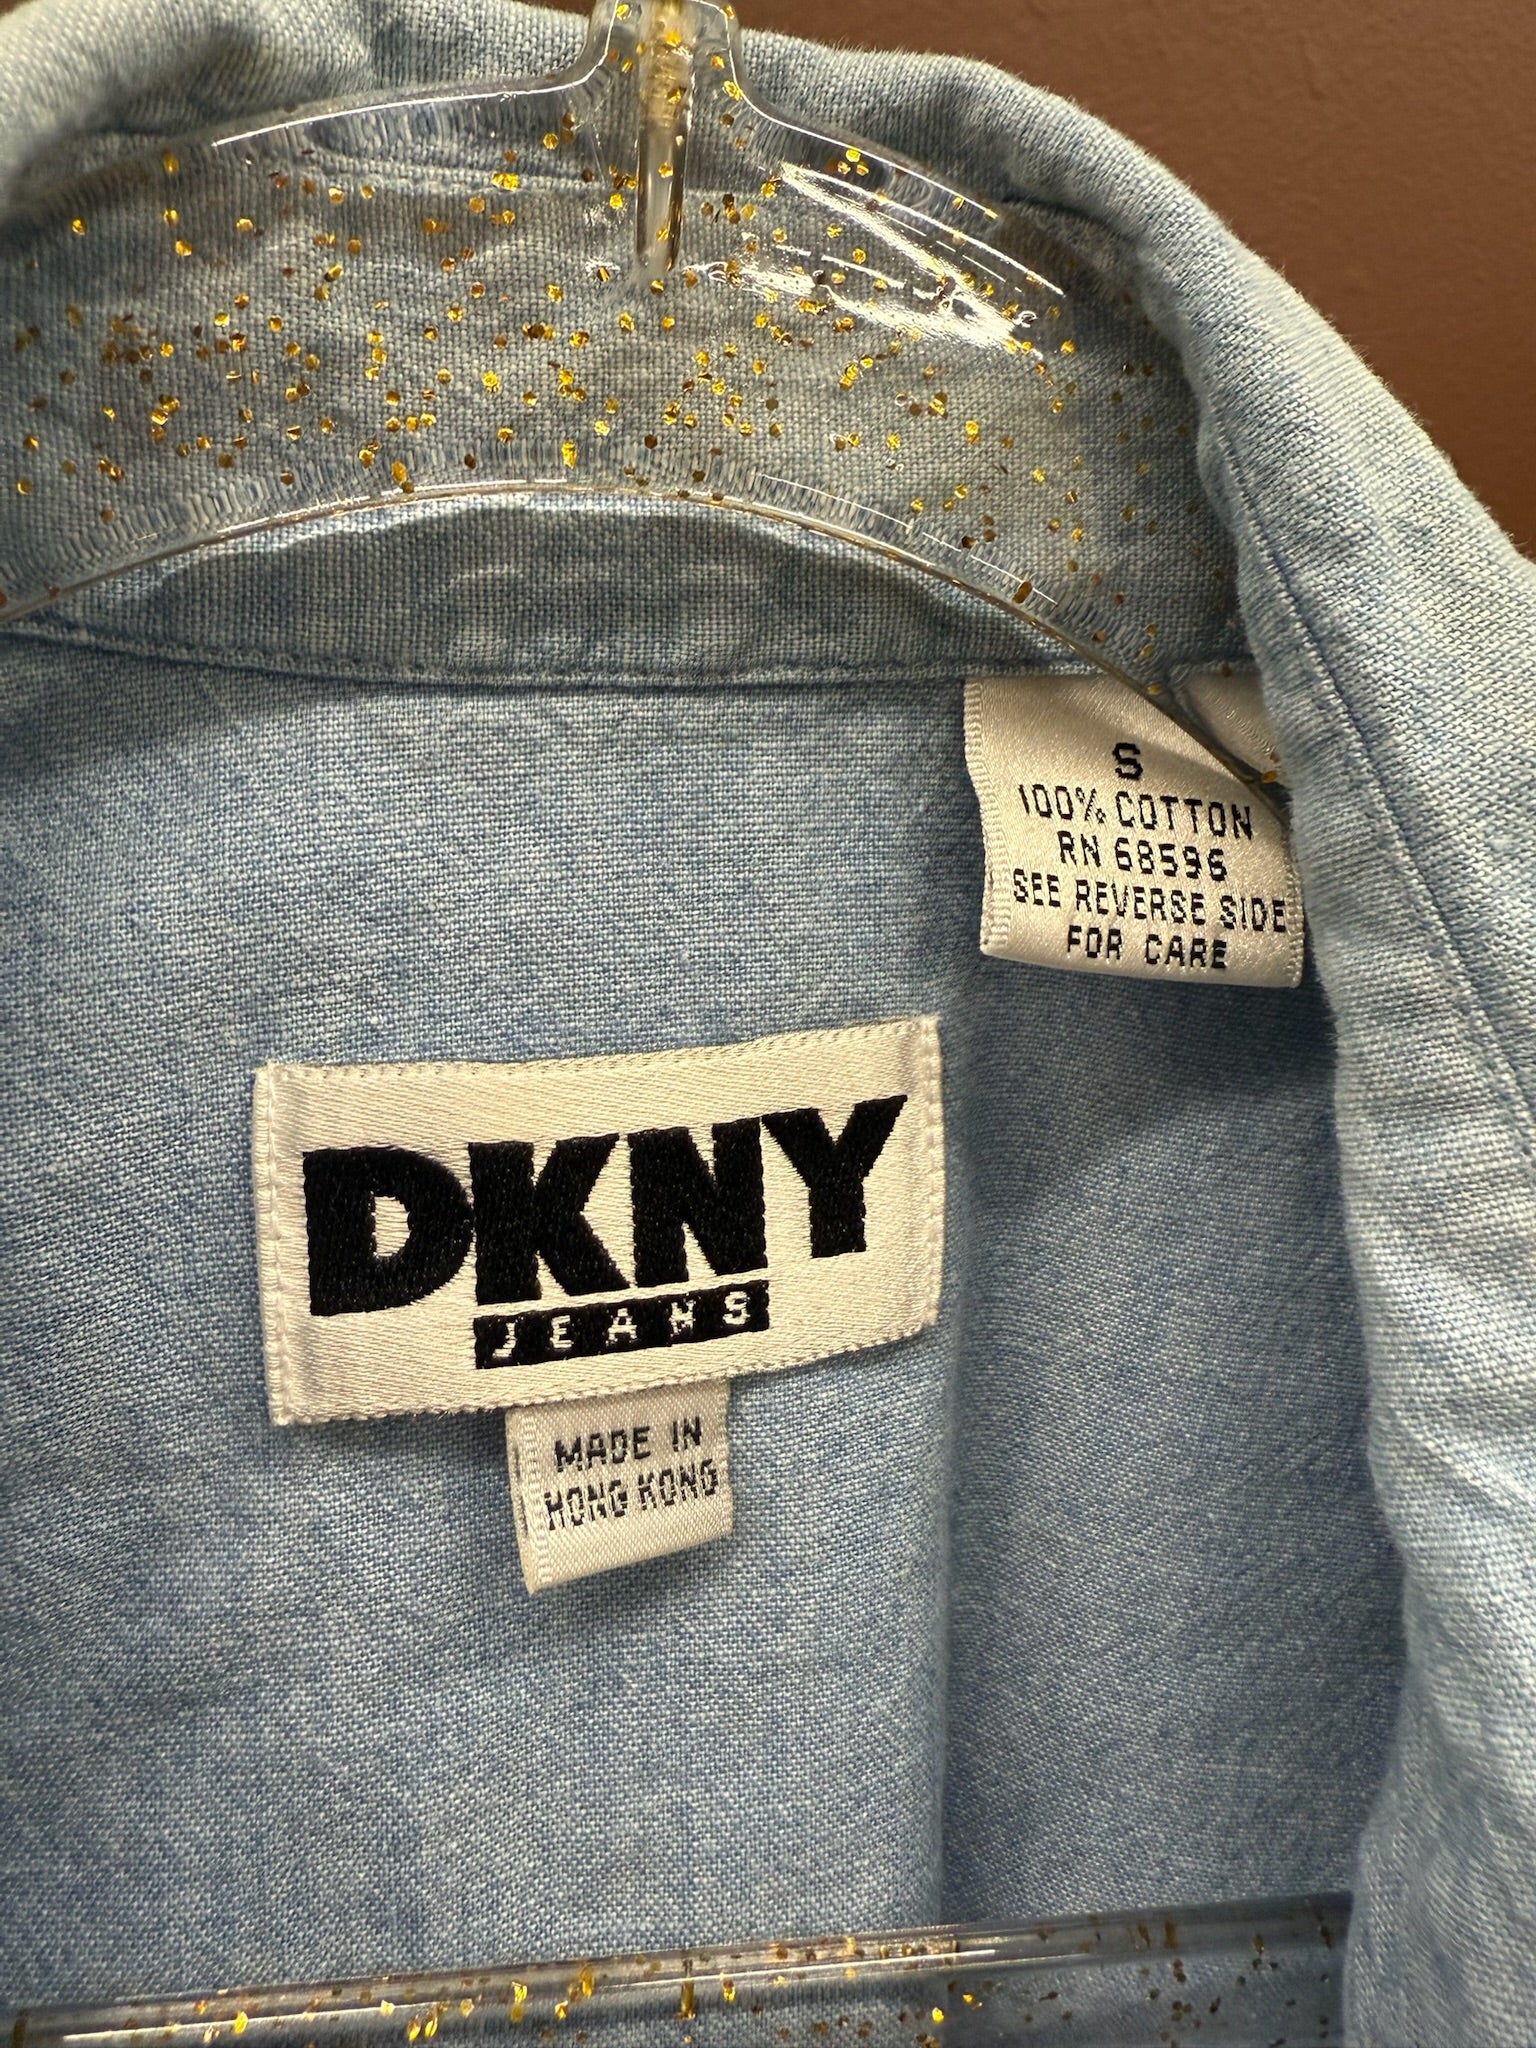 S
100% COTTON
RN 68596
SEE REVERSE SIDE
FOR CARE
DKNY
JEANS
MADE IN
HONG KONG